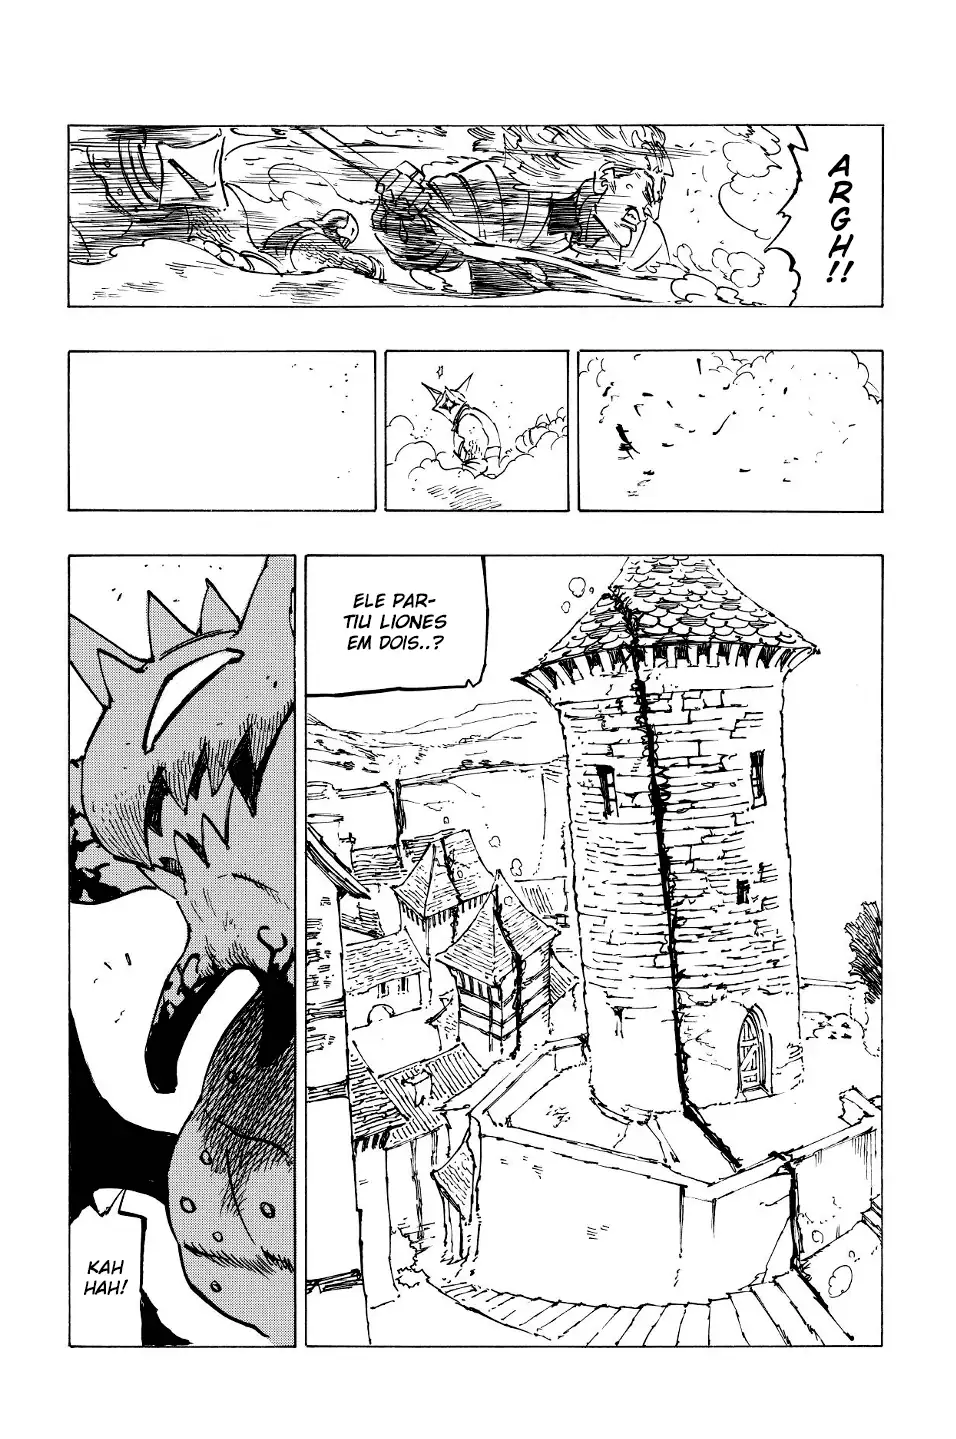 ARGH!!
ELE PAR-
TIU LIONES
EM DOIS..?
KAH
HAH!